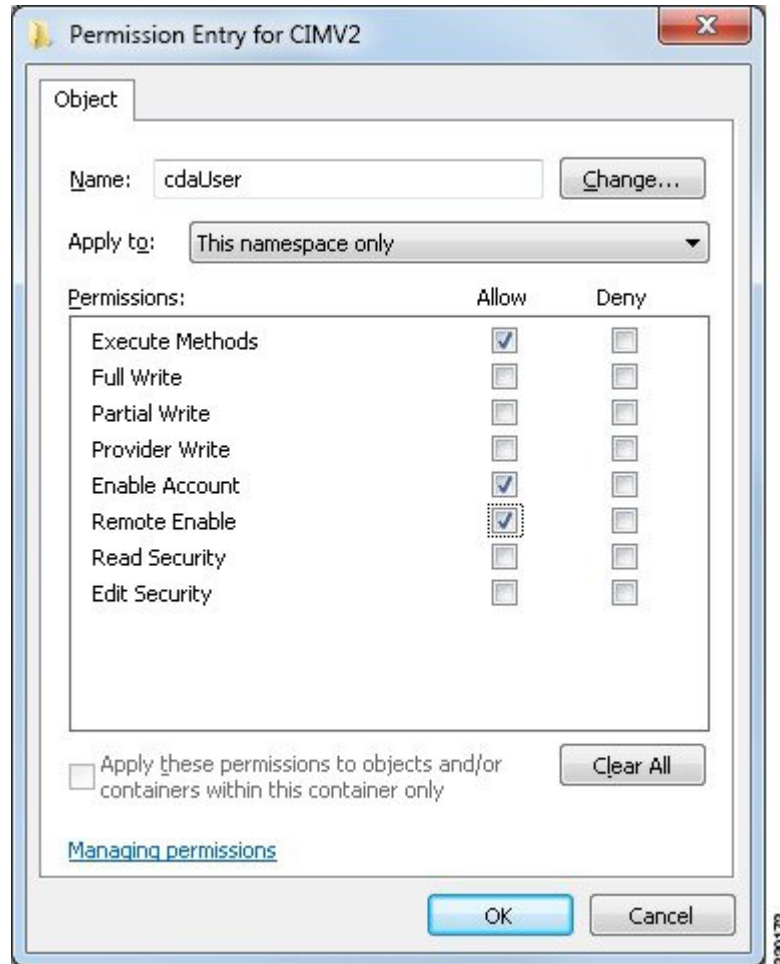 Permission Entry for CIMV2
Object
Name: cdaUser Change...
Apply to: This namespace only
Permissions: Allow Deny
Execute Methods
Full Write
Partial Write
Provider Write
Enable Account
Remote Enable
Read Security
Edit Security
Apply these permissions to objects and/or
containers within this container only
Clear All
Managing permissions
OK Cancel